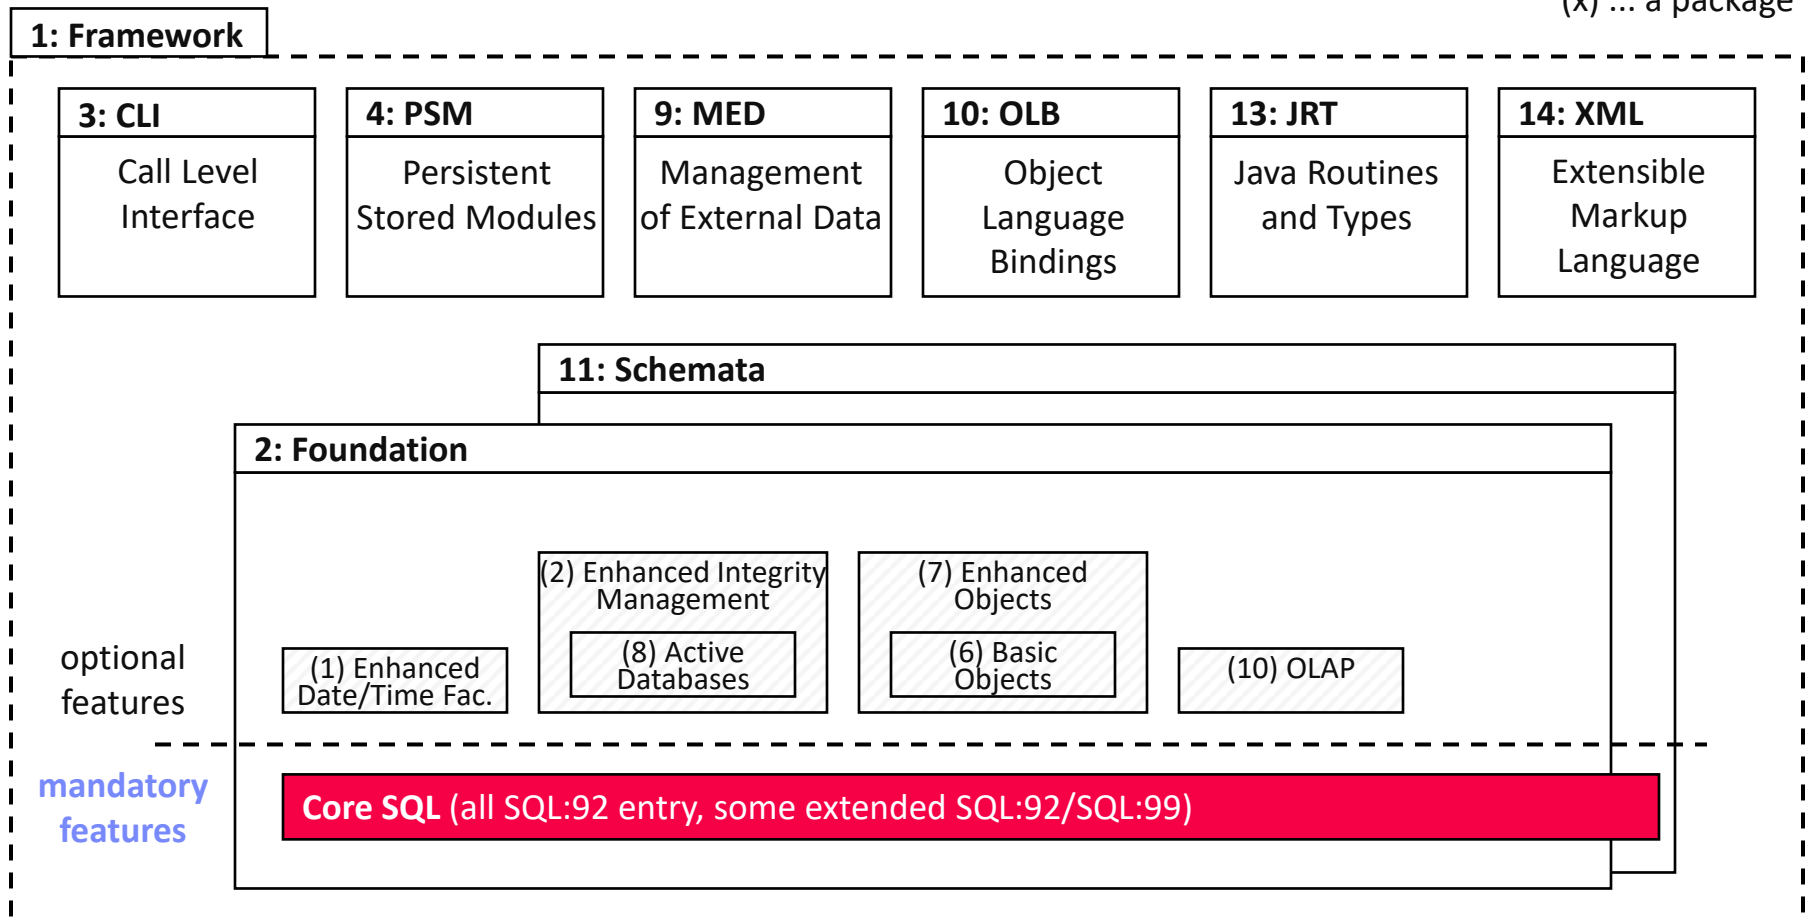 (x) ... a package
1: Framework
3: CLI
Call Level
Interface
4: PSM
Persistent
Stored Modules
9: MED
Management
of External Data
10: OLB
Object
Language
Bindings
13: JRT
Java Routines
and Types
14: XML
Extensible
Markup
Language
11: Schemata
2: Foundation
optional
features
(1) Enhanced
Date/Time Fac.
(2) Enhanced Integrity
Management
(8) Active
Databases
(7) Enhanced
Objects
(6) Basic
Objects
(10) OLAP
mandatory
features
Core SQL (all SQL:92 entry, some extended SQL:92/SQL:99)